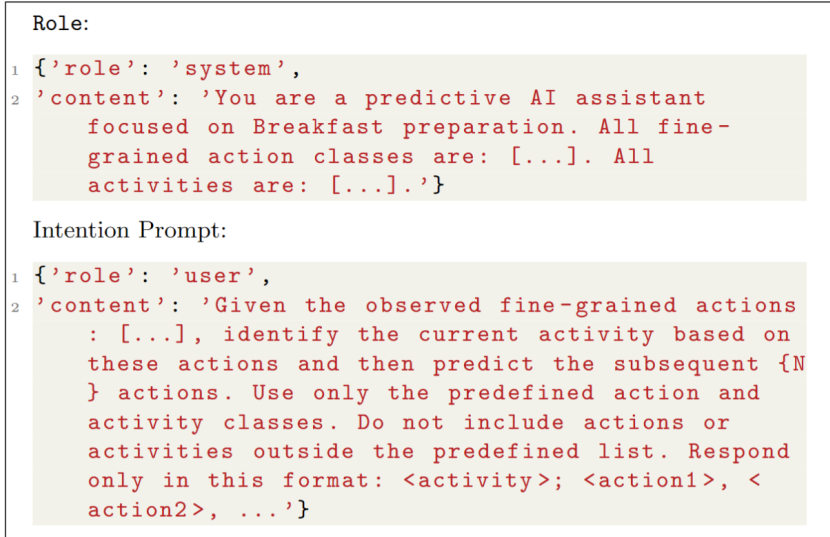 Role:
1 {’role’: ’system’,
2 ’content’: ’You are a predictive AI assistant
focused on Breakfast preparation. All fine-
grained action classes are: [...]. All
activities are: [...].’}
Intention Prompt:
1 {’role’: ’user’,
2 ’content’: ’Given the observed fine-grained actions
: [...], identify the current activity based on
these actions and then predict the subsequent {N
} actions. Use only the predefined action and
activity classes. Do not include actions or
activities outside the predefined list. Respond
only in this format: <activity>; <action1>, <
action2>, ...’}